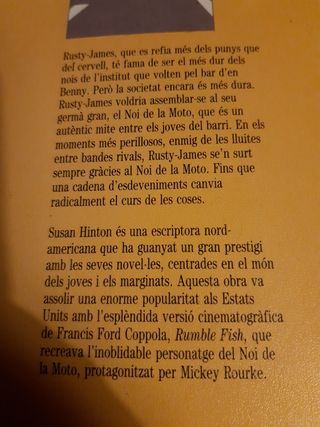 Rusty-James, que es refia més dels punys que
del cervell, té fama de ser el més dur dels
nois de l'institut que volten pel bar d'en
Benny. Però la societat encara és més dura.
Rusty-James voldria assemblar-se al seu
germà gran, el Noi de la Moto, que és un
autèntic mite entre els joves del barri. En els
moments més perillosos, enmig de les lluites
entre bandes rivals, Rusty-James se'n surt
sempre gràcies al Noi de la Moto. Fins que
una cadena d'esdeveniments canvia
radicalment el curs de les coses.
Susan Hinton és una escriptora nord-
americana que ha guanyat un gran prestigi
amb les seves novel·les, centrades en el món
dels joves i els marginats. Aquesta obra va
assolir una enorme popularitat als Estats
Units amb l'esplèndida versió cinematogràfica
de Francis Ford Coppola, Rumble Fish, que
recreava l'inoblidable personatge del Noi de
la Moto, protagonitzat per Mickey Rourke.